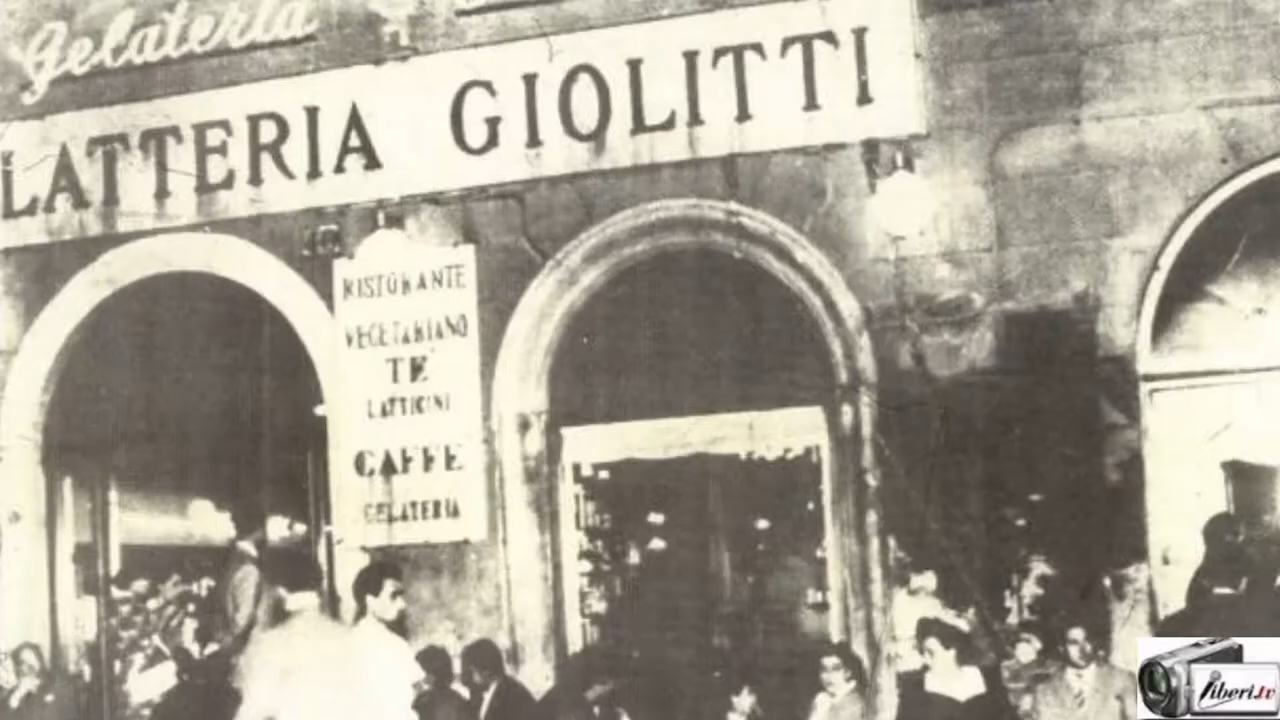 Gelateria
LATTERIA GIOLITTI
RISTORANTE
VEGETARIANO
TE
LATTICINI
CAFFE
GELATERIA
liberi.tv